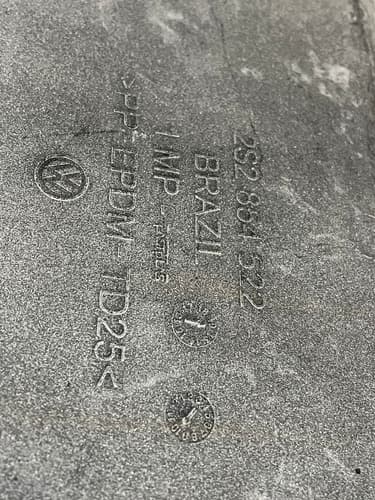 2S2 864 522
BRAZIL
IMP
>PP+EPDM TD25<